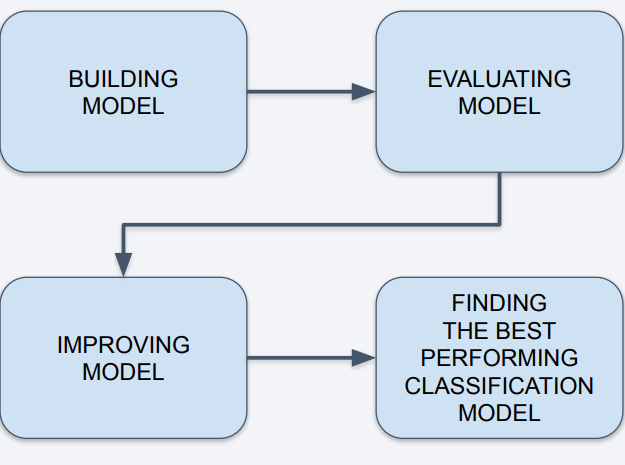 BUILDING
MODEL
EVALUATING
MODEL
IMPROVING
MODEL
FINDING
THE BEST
PERFORMING
CLASSIFICATION
MODEL